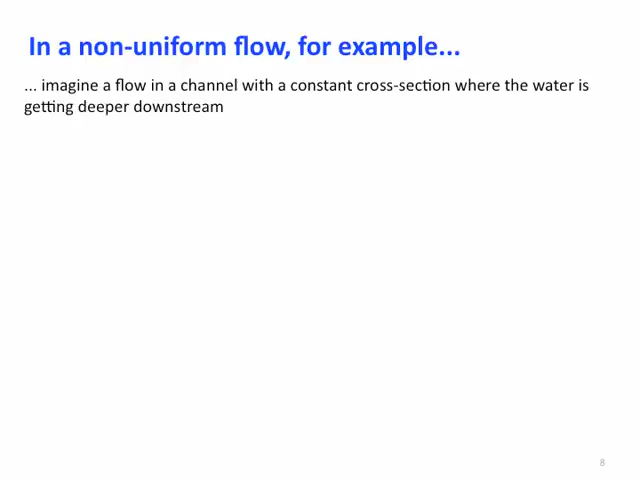 In a non-uniform flow, for example...
... imagine a flow in a channel with a constant cross-section where the water is
getting deeper downstream
8